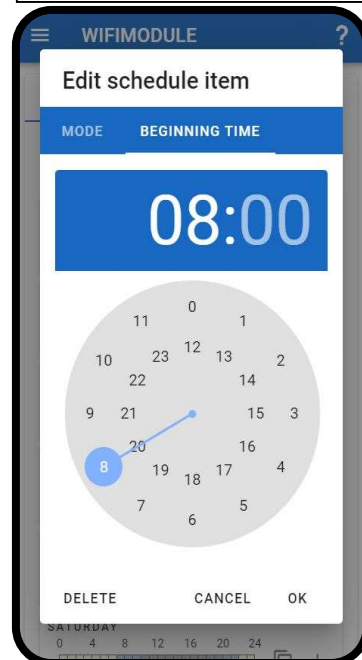 WIFIMODULE ?
Edit schedule item
MODE BEGINNING TIME
08:00
0
11 1
12
23 13
10 2
22 14
9 21 15 3
20 16
8 19 17 4
18
7 5
6
DELETE CANCEL OK
SATURDAY
0 4 8 12 16 20 24